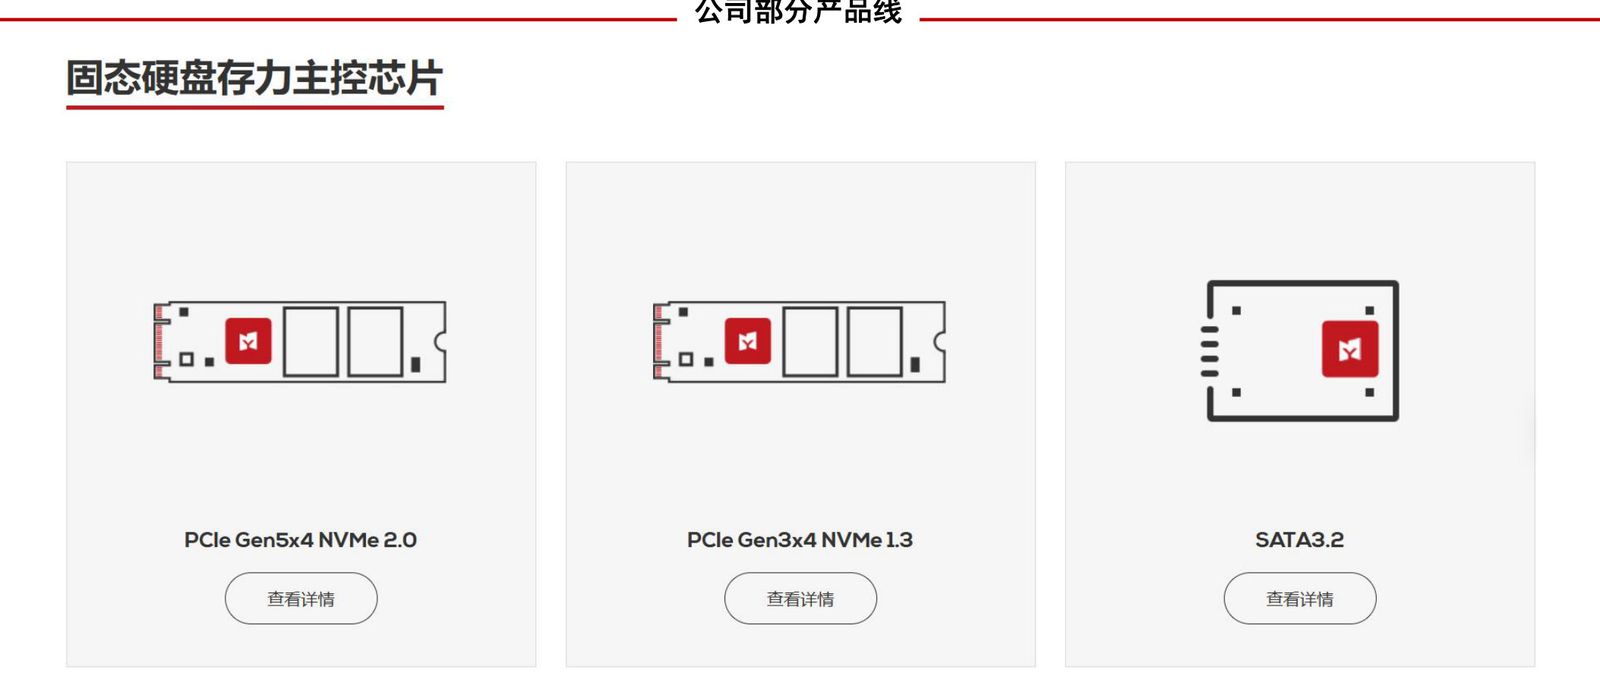 公司部分产品线
固态硬盘存力主控芯片
PCIe Gen5x4 NVMe 2.0
PCIe Gen3x4 NVMe 1.3
SATA3.2
查看详情
查看详情
查看详情